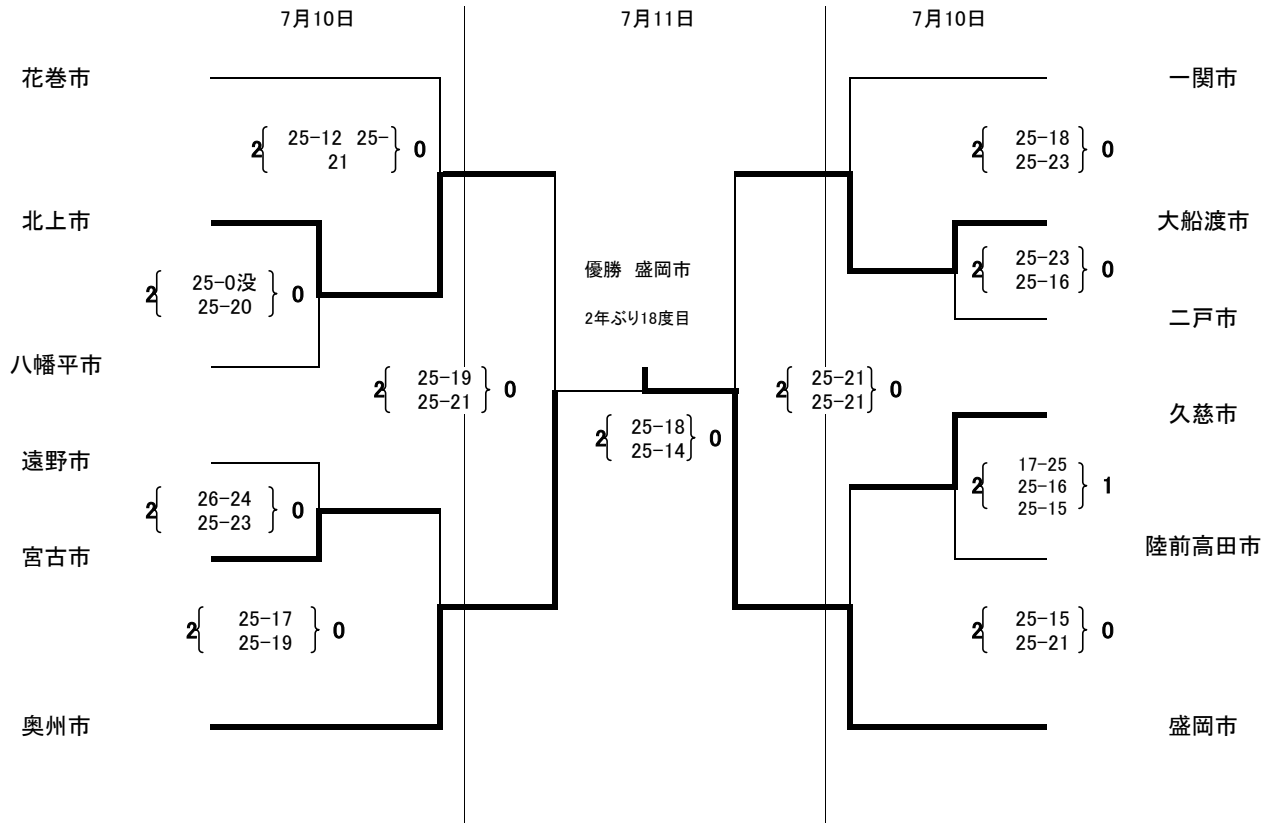 7月10日
7月11日
7月10日
花巻市
一関市
2 25-12 25- 0
21
2 25-18 0
25-23
北上市
大船渡市
2 25-0没 0
25-20
優勝 盛岡市
2 25-23 0
25-16
2年ぶり18度目
二戸市
八幡平市
2 25-19 0
25-21
2 25-21 0
25-21
久慈市
2 25-18 0
25-14
遠野市
2 26-24 0
25-23
17-25
2 25-16 1
25-15
宮古市
陸前高田市
2 25-17 0
25-19
2 25-15 0
25-21
奥州市
盛岡市